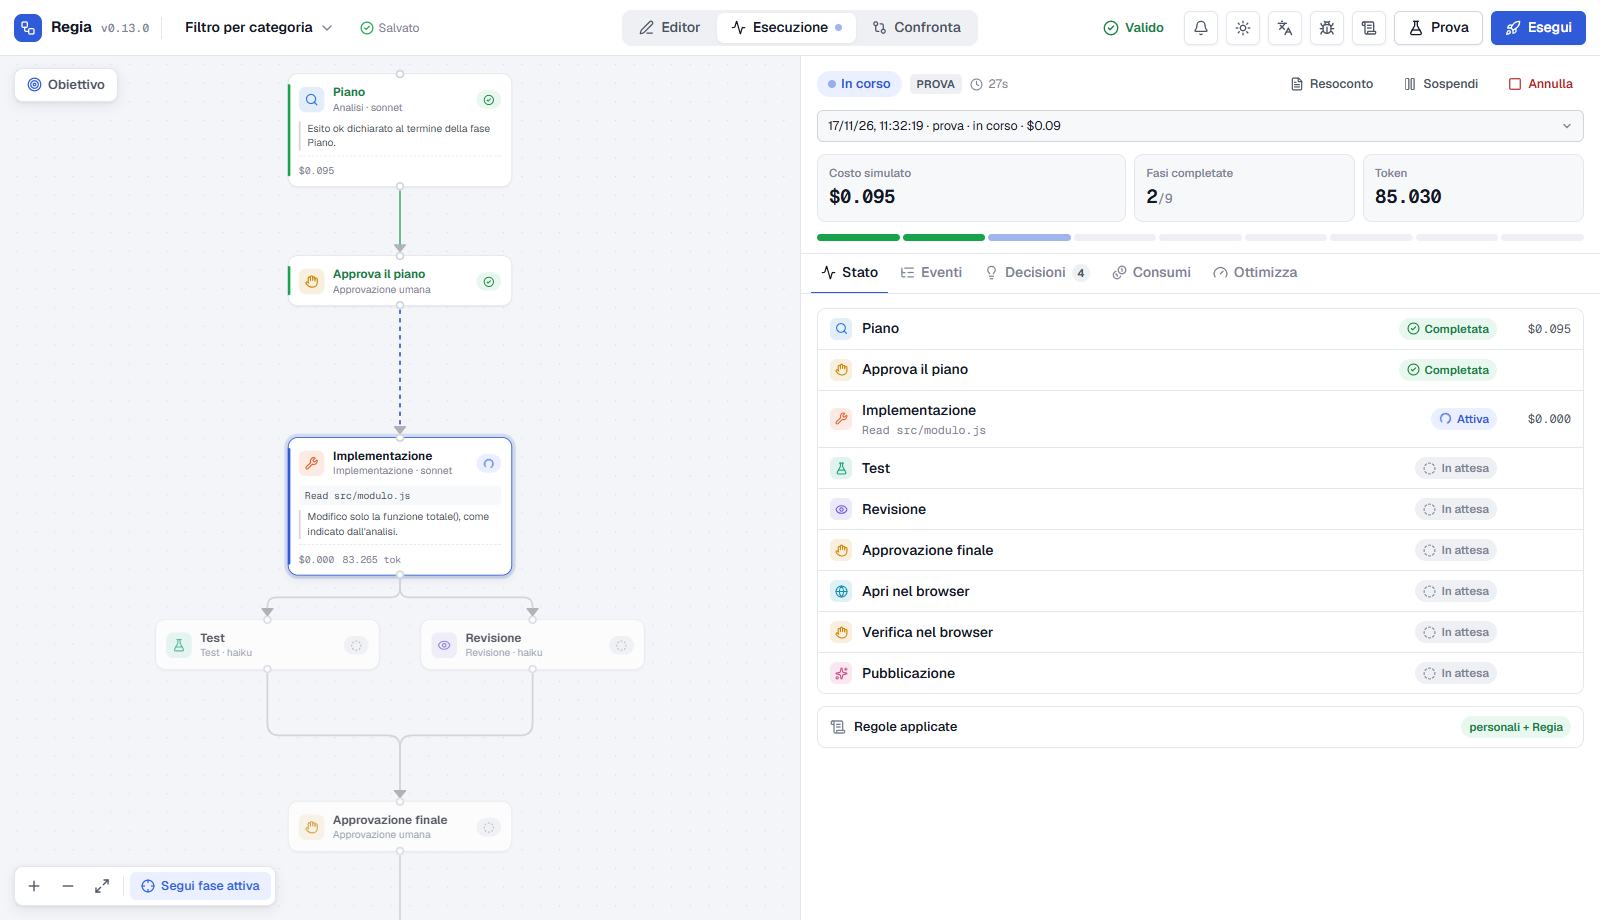 Regia v0.13.0
Filtro per categoria
Salvato
Editor
Esecuzione
Confronta
Valido
Prova
Esegui
Obiettivo
Piano
Analisi · sonnet
Esito ok dichiarato al termine della fase
Piano.
$0.095
Approva il piano
Approvazione umana
Implementazione
Implementazione · sonnet
Read src/modulo.js
Modifico solo la funzione totale(), come
indicato dall'analisi.
$0.000 83.265 tok
Test
Test · haiku
Revisione
Revisione · haiku
Approvazione finale
Approvazione umana
Segui fase attiva
In corso
PROVA
27s
Resoconto
Sospendi
Annulla
17/11/26, 11:32:19 · prova · in corso · $0.09
Costo simulato
$0.095
Fasi completate
2/9
Token
85.030
Stato
Eventi
Decisioni 4
Consumi
Ottimizza
Piano
Completata
$0.095
Approva il piano
Completata
Implementazione
Read src/modulo.js
Attiva
$0.000
Test
In attesa
Revisione
In attesa
Approvazione finale
In attesa
Apri nel browser
In attesa
Verifica nel browser
In attesa
Pubblicazione
In attesa
Regole applicate
personali + Regia